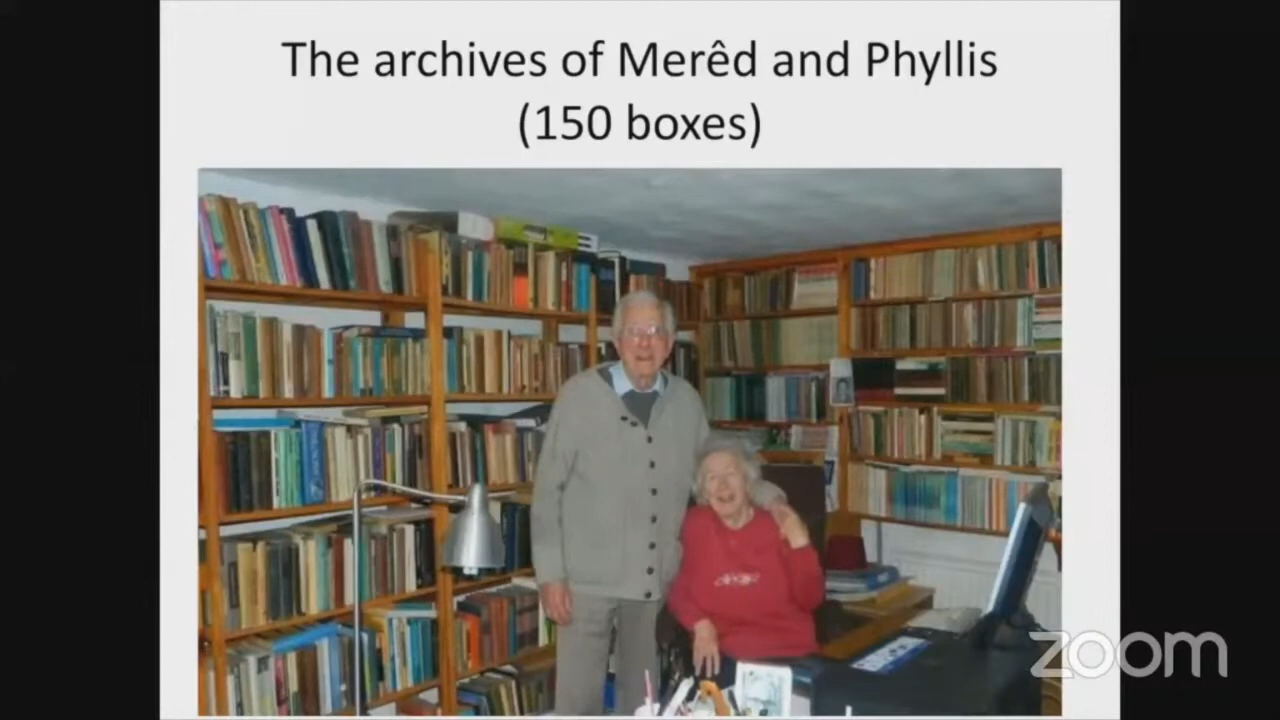 The archives of Merêd and Phyllis
(150 boxes)
zoom